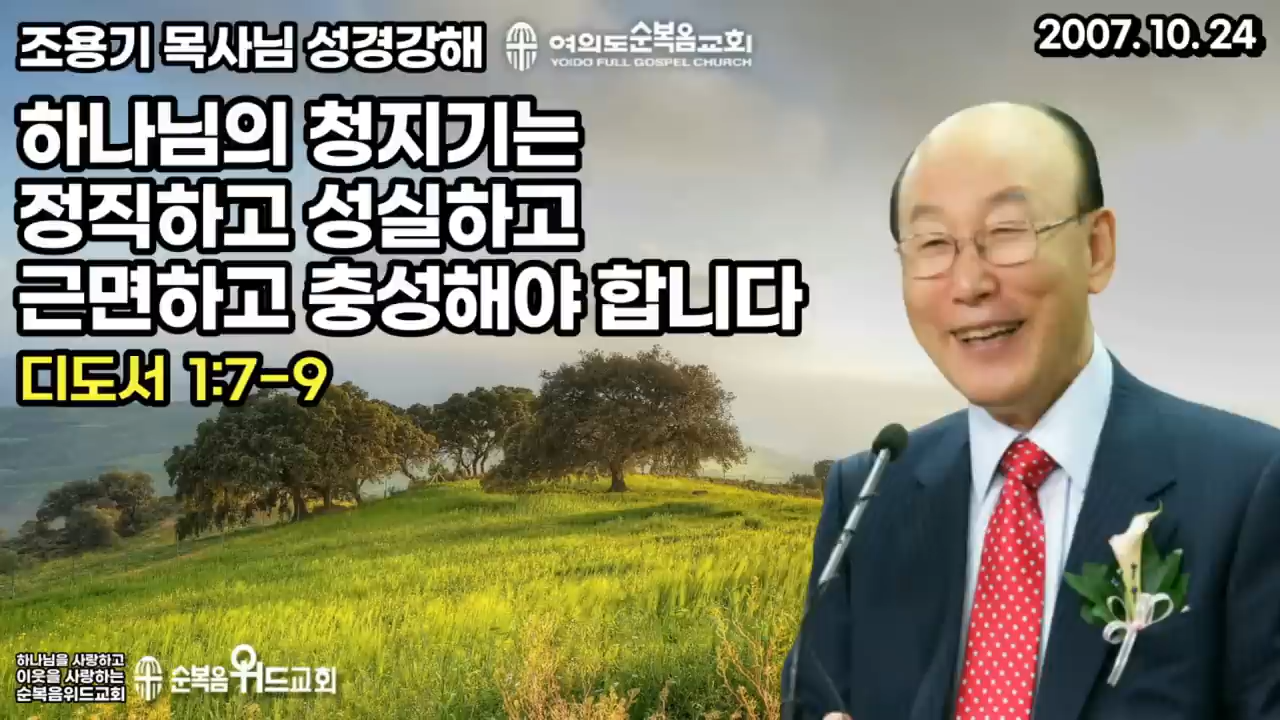 조용기 목사님 성경강해
여의도순복음교회
YOIDO FULL GOSPEL CHURCH
2007. 10. 24
하나님의 청지기는
정직하고 성실하고
근면하고 충성해야 합니다
디도서 1:7-9
하나님을 사랑하고
이웃을 사랑하는
순복음위드교회
순복음위드교회